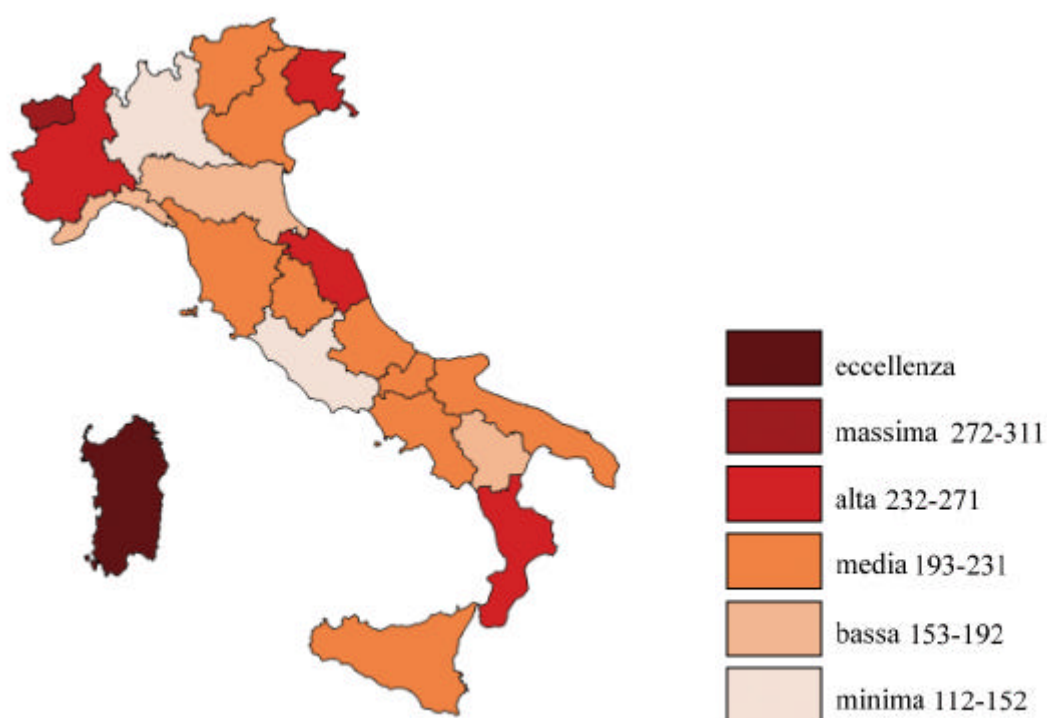 eccellenza
massima 272-311
alta 232-271
media 193-231
bassa 153-192
minima 112-152